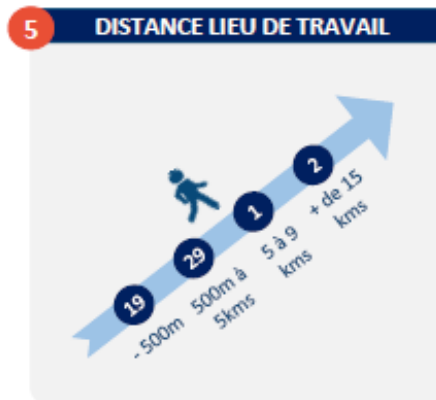 5
DISTANCE LIEU DE TRAVAIL
19
- 500m
29
500m à
5kms
1
5 à 9
kms
2
+ de 15
kms